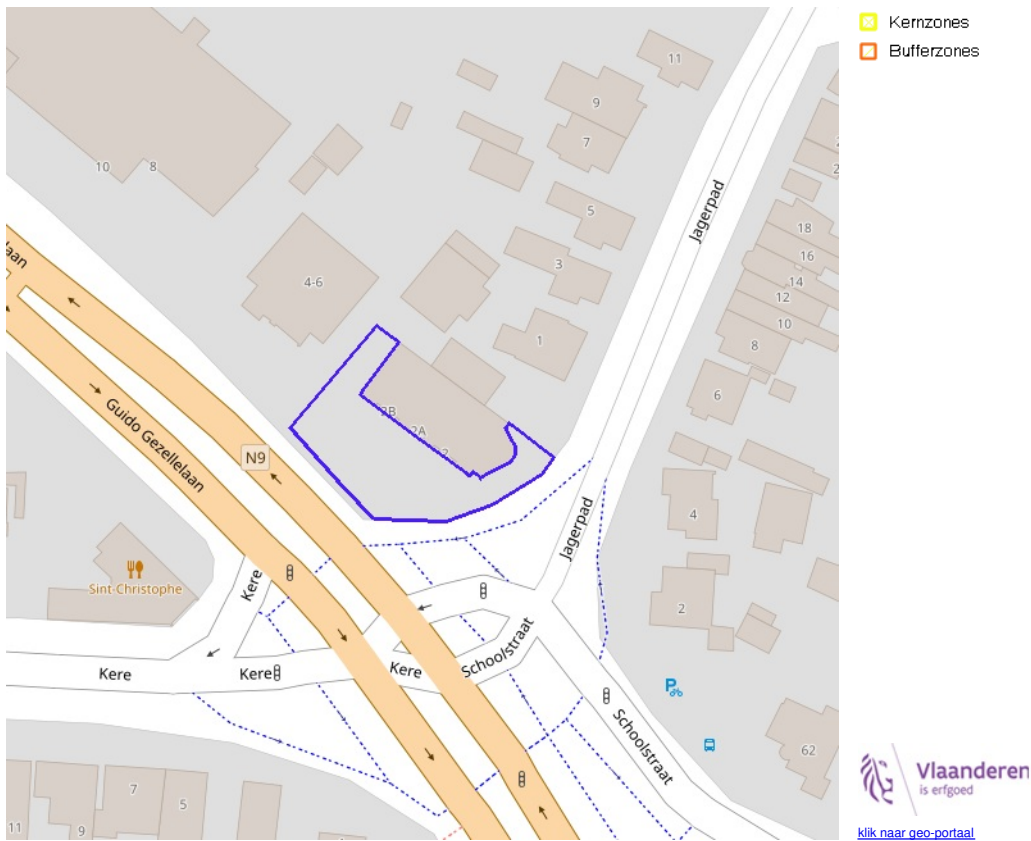 Kernzones
Bufferzones
11
9
7
10
8
5
18
16
14
12
10
8
3
4-6
1
6
Jagerpad
laan
Guido Gezellelaan
N9
2B
2A
2
4
Jagerpad
Sint-Christophe
Kere
2
Kere
Kere
Kere
Schoolstraat
Schoolstraat
62
7
5
11
9
Vlaanderen
is erfgoed
klik naar geo-portaal